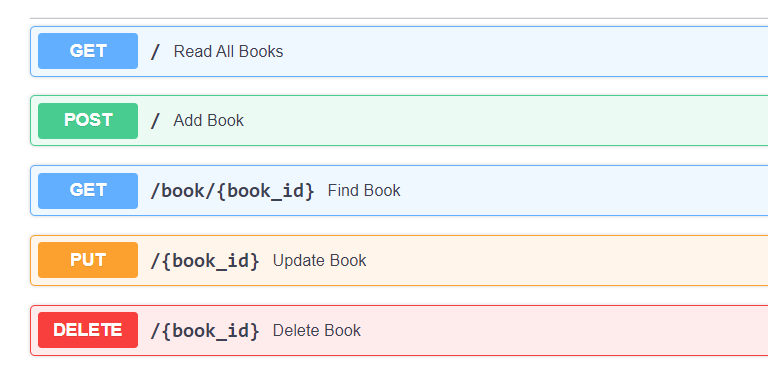 GET / Read All Books
POST / Add Book
GET /book/{book_id} Find Book
PUT /{book_id} Update Book
DELETE /{book_id} Delete Book